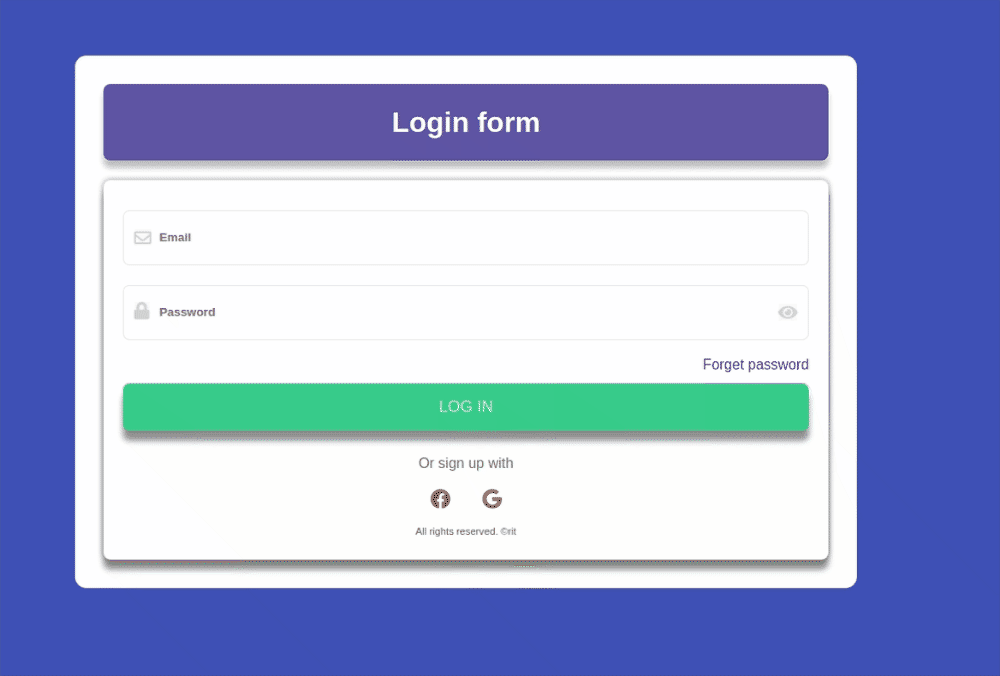 Login form
Email
Password
Forget password
LOG IN
Or sign up with
All rights reserved. ©rit